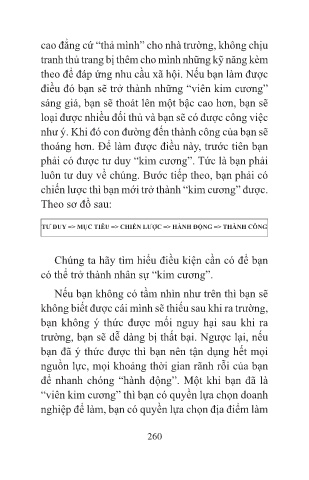 cao đẳng cứ “thả mình” cho nhà trường, không chịu
tranh thủ trang bị thêm cho mình những kỹ năng kèm
theo để đáp ứng nhu cầu xã hội. Nếu bạn làm được
điều đó bạn sẽ trở thành những “viên kim cương”
sáng giá, bạn sẽ thoát lên một bậc cao hơn, bạn sẽ
loại được nhiều đối thủ và bạn sẽ có được công việc
như ý. Khi đó con đường đến thành công của bạn sẽ
thoáng hơn. Để làm được điều này, trước tiên bạn
phải có được tư duy “kim cương”. Tức là bạn phải
luôn tư duy về chúng. Bước tiếp theo, bạn phải có
chiến lược thì bạn mới trở thành “kim cương” được.
Theo sơ đồ sau:
TƯ DUY => MỤC TIÊU => CHIẾN LƯỢC => HÀNH ĐỘNG => THÀNH CÔNG
Chúng ta hãy tìm hiểu điều kiện cần có để bạn
có thể trở thành nhân sự “kim cương”.
Nếu bạn không có tầm nhìn như trên thì bạn sẽ
không biết được cái mình sẽ thiếu sau khi ra trường,
bạn không ý thức được mối nguy hại sau khi ra
trường, bạn sẽ dễ dàng bị thất bại. Ngược lại, nếu
bạn đã ý thức được thì bạn nên tận dụng hết mọi
nguồn lực, mọi khoảng thời gian rãnh rỗi của bạn
để nhanh chóng “hành động”. Một khi bạn đã là
“viên kim cương” thì bạn có quyền lựa chọn doanh
nghiệp để làm, bạn có quyền lựa chọn địa điểm làm
260